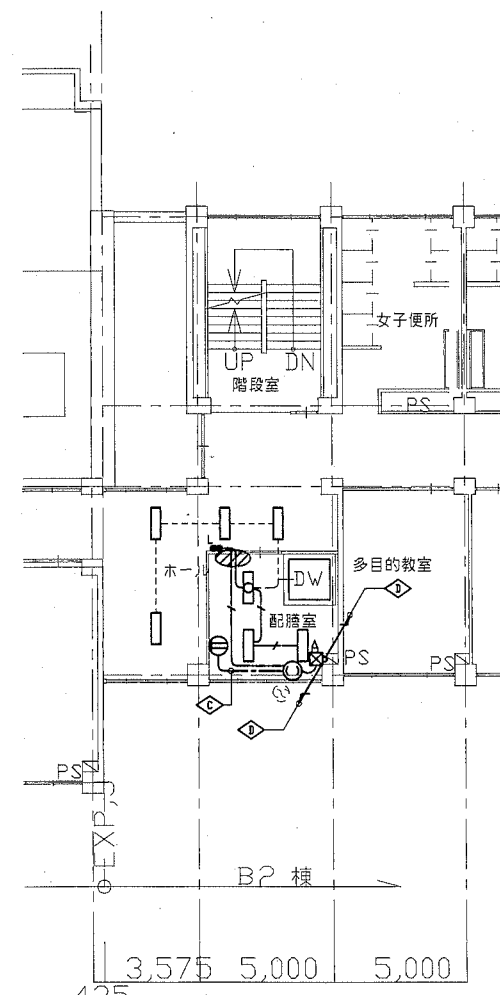 女子便所
UP DN
階段室
PS
ホール
DW
多目的教室
D
配膳室
PS
PS
C
D
PS
EXP,J
B2 棟
3,575 5,000 5,000
425